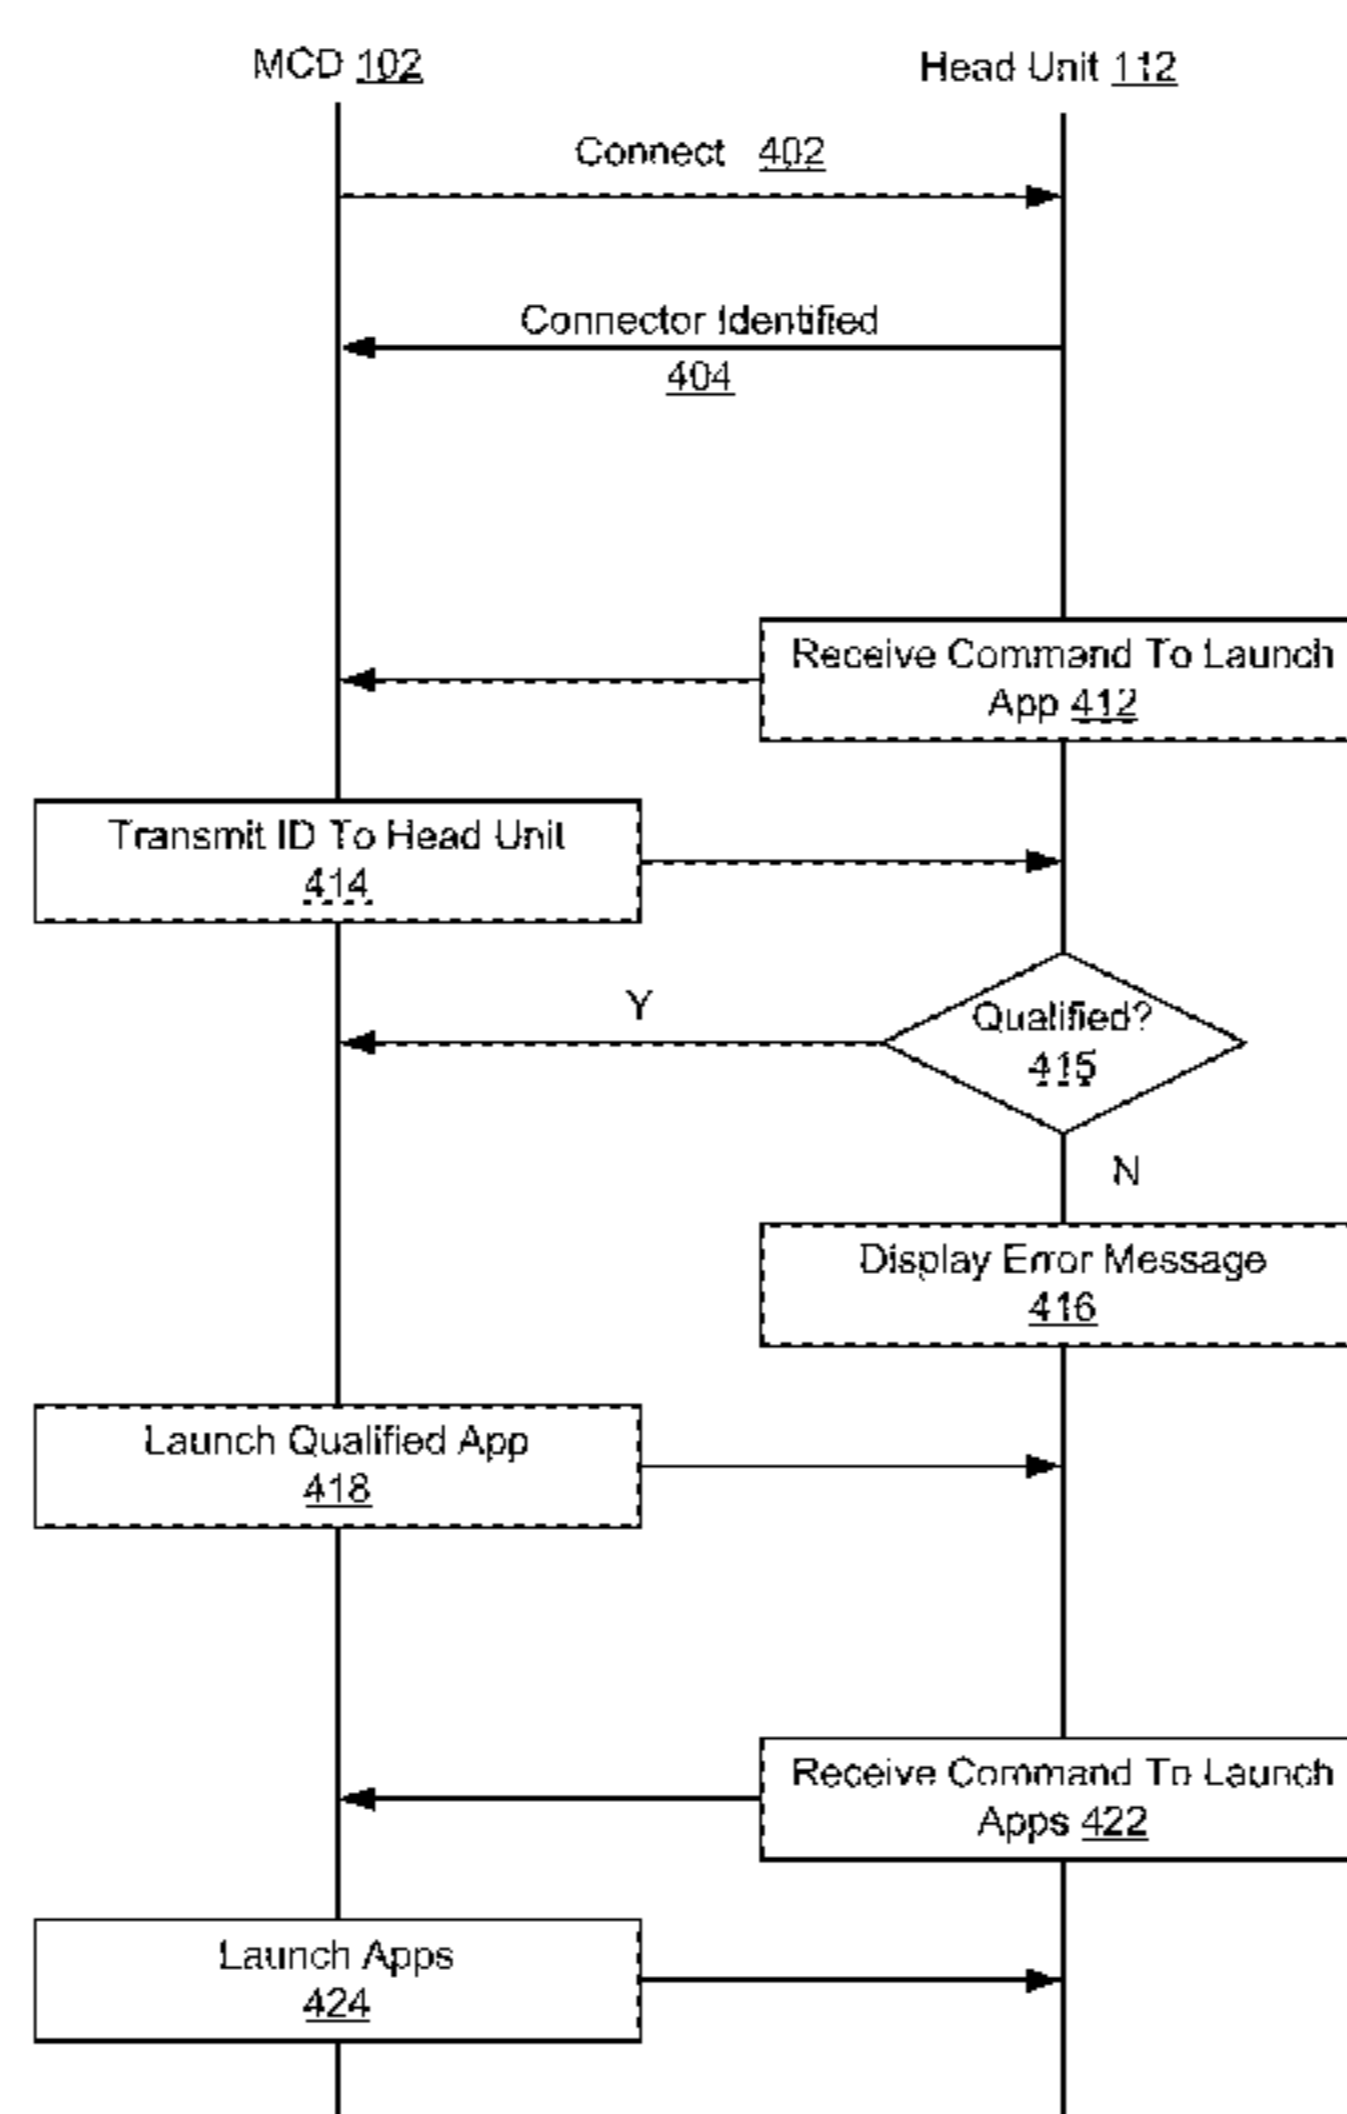 MCD 102
Head Unit 112
Connect 402
Connector Identified
404
Receive Command To Launch
App 412
Transmit ID To Head Unit
414
Y
Qualified?
415
N
Display Error Message
416
Launch Qualified App
418
Receive Command To Launch
Apps 422
Launch Apps
424